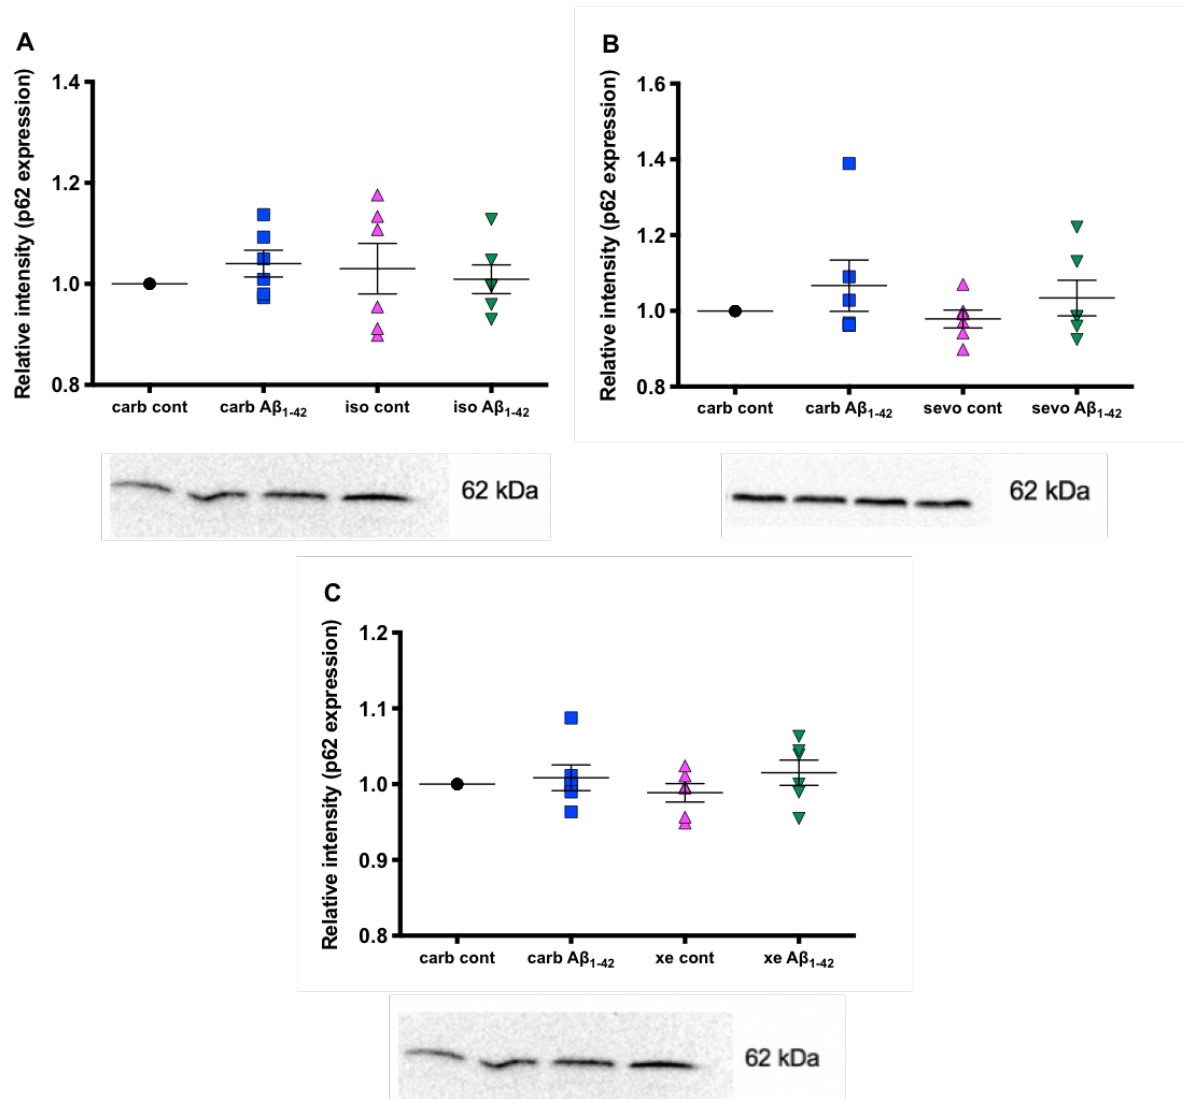 A
Relative intensity (p62 expression)
1.4
1.2
1.0
0.8
carb cont carb Aβ1-42 iso cont iso Aβ1-42
62 kDa
B
Relative intensity (p62 expression)
1.6
1.4
1.2
1.0
0.8
carb cont carb Aβ1-42 sevo cont sevo Aβ1-42
62 kDa
C
Relative intensity (p62 expression)
1.2
1.1
1.0
0.9
0.8
carb cont carb Aβ1-42 xe cont xe Aβ1-42
62 kDa